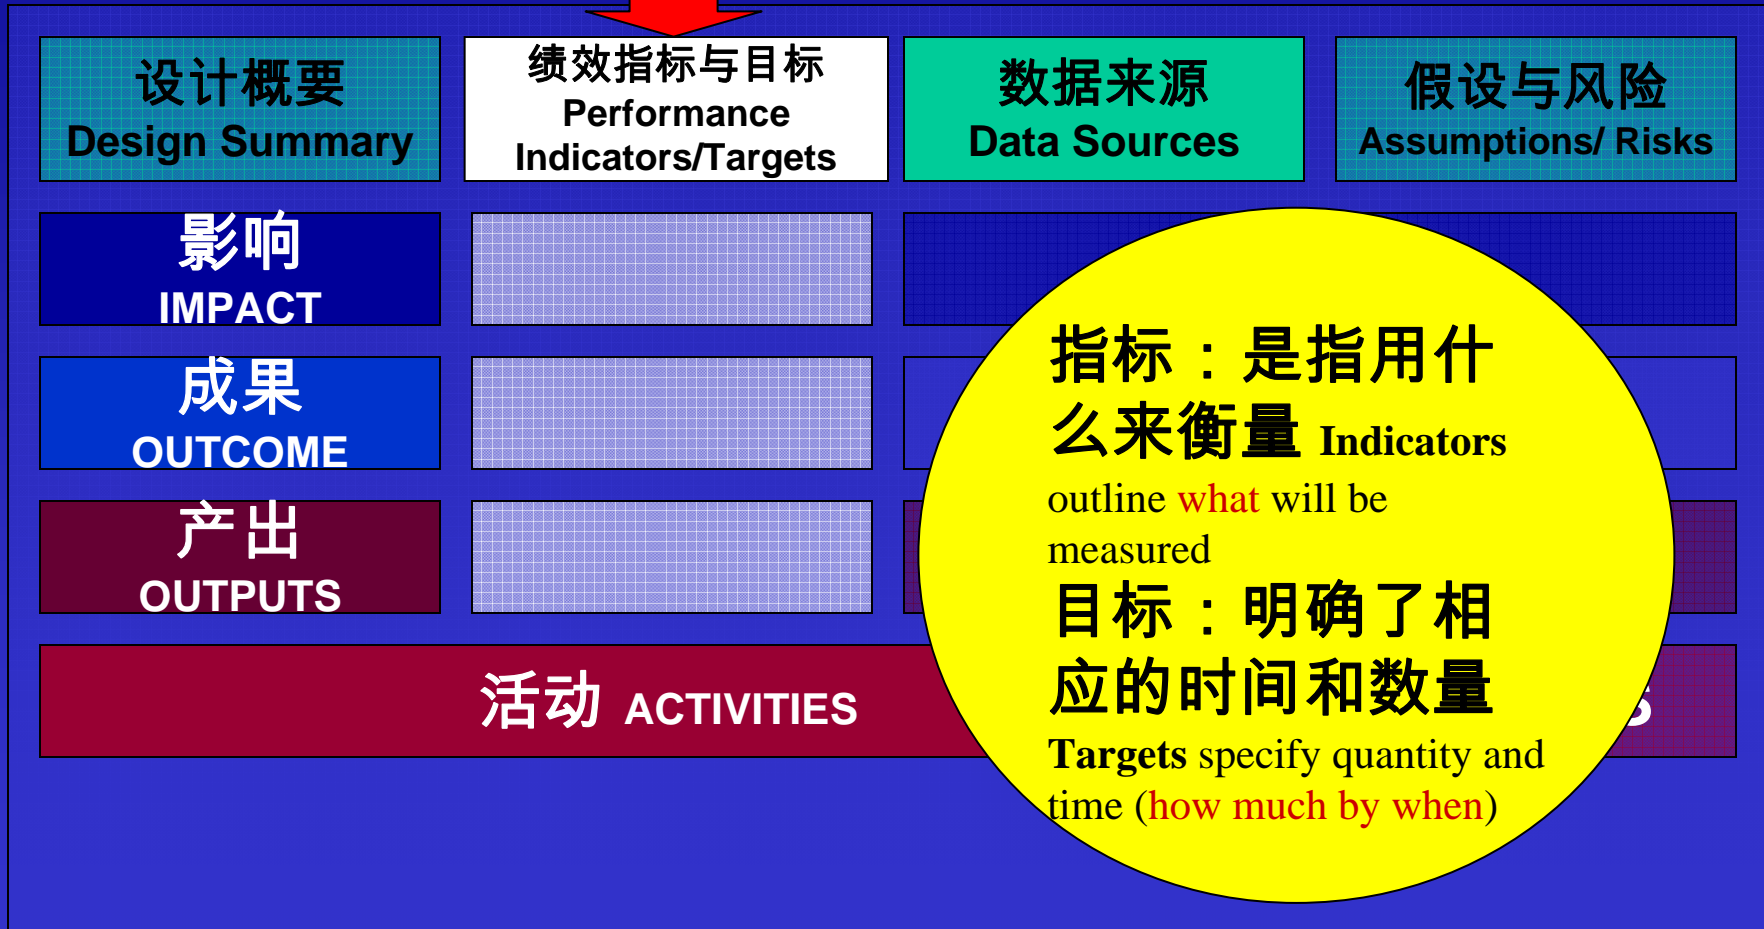 设计概要
Design Summary
绩效指标与目标
Performance
Indicators/Targets
数据来源
Data Sources
假设与风险
Assumptions/ Risks
影响
IMPACT
成果
OUTCOME
产出
OUTPUTS
活动 ACTIVITIES
指标：是指用什
么来衡量 Indicators
outline what will be
measured
目标：明确了相
应的时间和数量
Targets specify quantity and
time (how much by when)